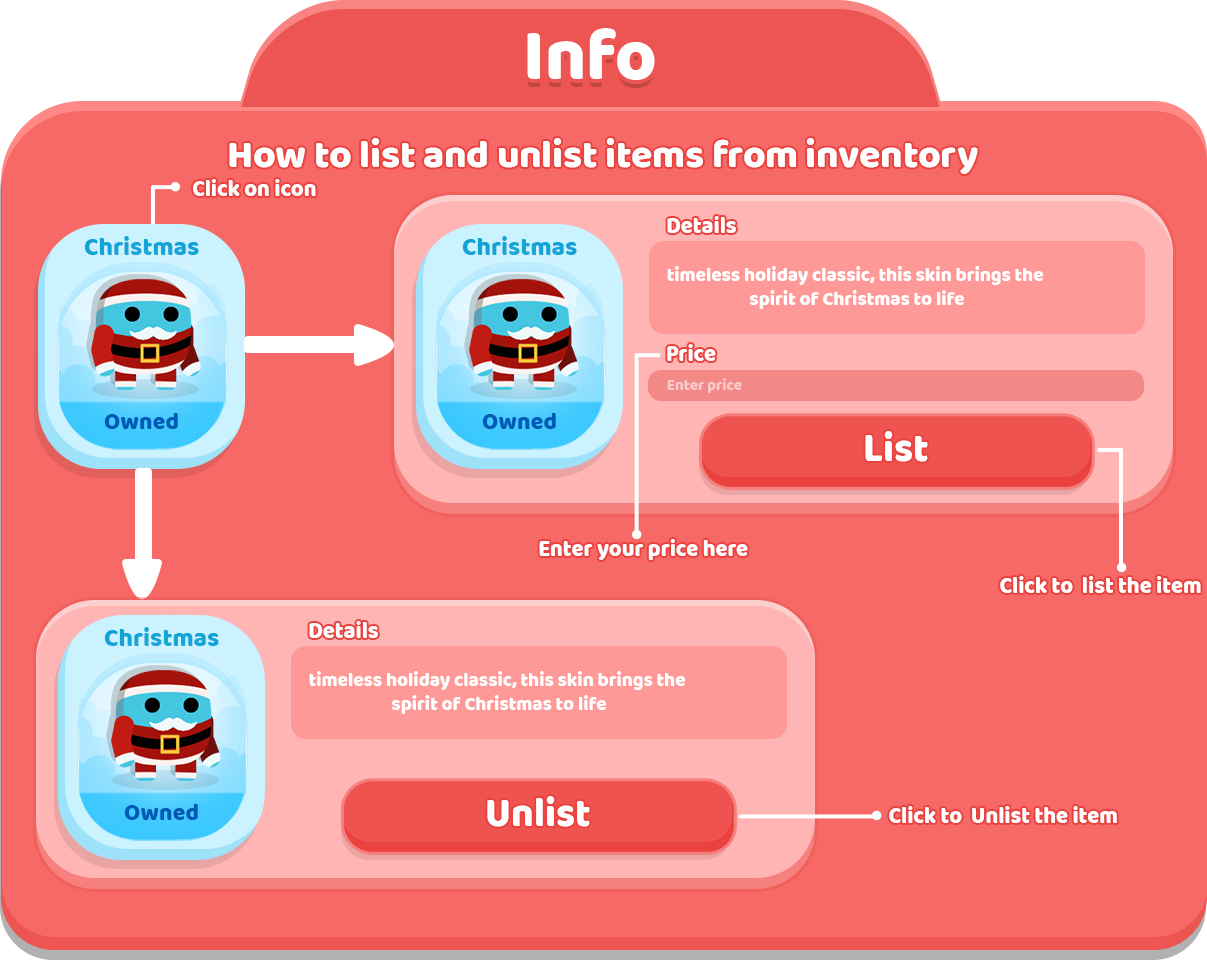 Info
How to list and unlist items from inventory
Click on icon
Christmas
Owned
Christmas
Owned
Details
timeless holiday classic, this skin brings the
spirit of Christmas to life
Price
Enter price
List
Enter your price here
Click to list the item
Christmas
Owned
Details
timeless holiday classic, this skin brings the
spirit of Christmas to life
Unlist
Click to Unlist the item